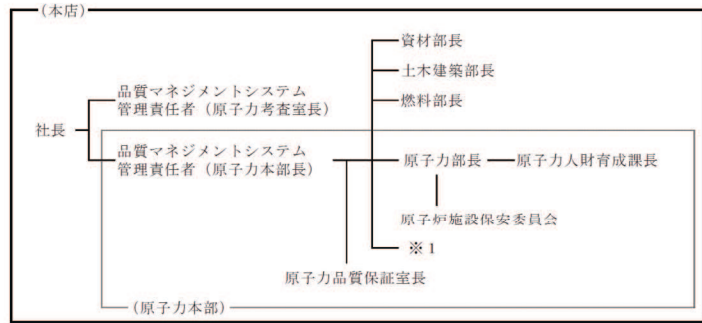 (本店)
資材部長
土木建築部長
燃料部長
品質マネジメントシステム
管理責任者（原子力考査室長）
社長
品質マネジメントシステム
管理責任者（原子力本部長）
原子力部長
原子力人財育成課長
原子炉施設保安委員会
※１
原子力品質保証室長
(原子力本部)